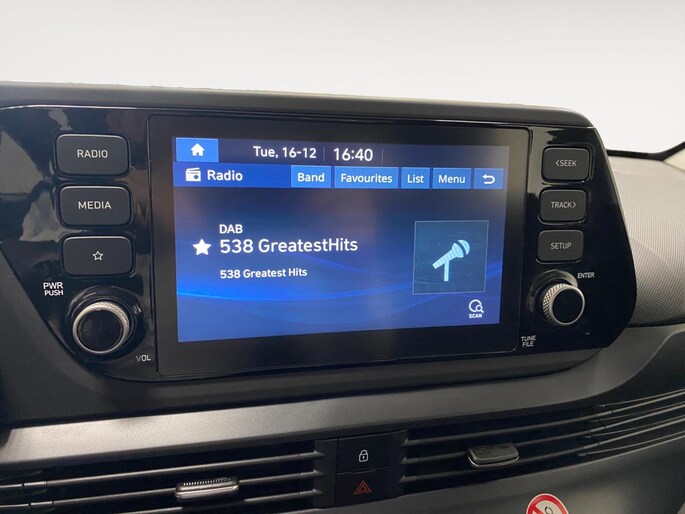 Tue, 16-12 16:40
Radio Band Favourites List Menu
DAB
538 GreatestHits
538 Greatest Hits
SCAN
RADIO
MEDIA
PWR
PUSH
VOL
<SEEK
TRACK>
SETUP
ENTER
TUNE
FILE